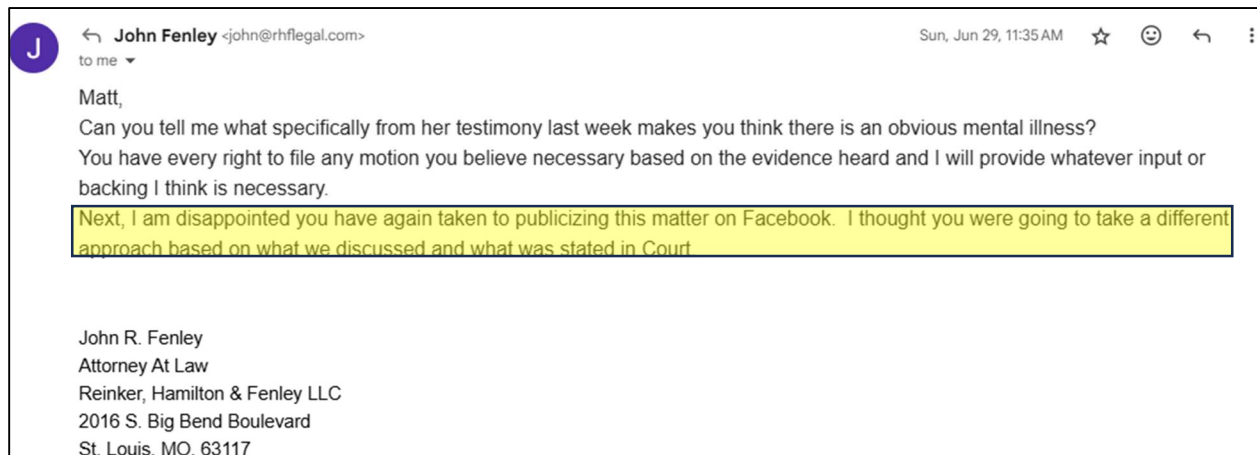 J
John Fenley <john@rhflegal.com>
Sun, Jun 29, 11:35 AM
to me
Matt,
Can you tell me what specifically from her testimony last week makes you think there is an obvious mental illness?
You have every right to file any motion you believe necessary based on the evidence heard and I will provide whatever input or
backing I think is necessary.
Next, I am disappointed you have again taken to publicizing this matter on Facebook. I thought you were going to take a different
approach based on what we discussed and what was stated in Court
John R. Fenley
Attorney At Law
Reinker, Hamilton & Fenley LLC
2016 S. Big Bend Boulevard
St. Louis, MO, 63117